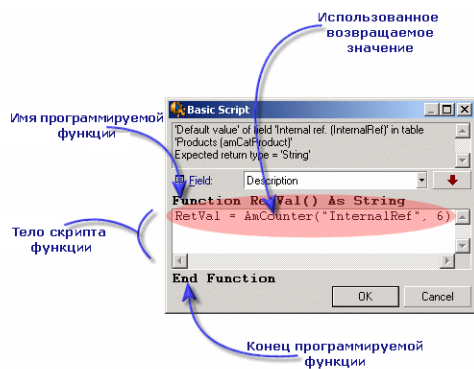 Использованное
возвращаемое
значение
Имя программируемой
функции
Тело скрипта
функции
Basic Script
'Default value' of field 'Internal ref. (InternalRef)' in table
'Products (amCatProduct)'
Expected return type = 'String'
Field: Description
Function RetVal() As String
RetVal = AmCounter("InternalRef", 6)
End Function
OK Cancel
Конец программируемой
функции